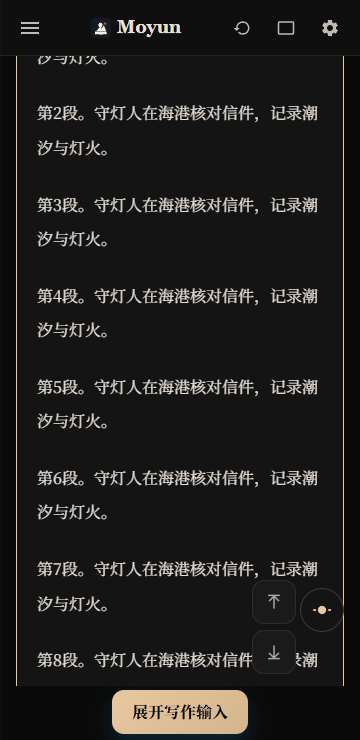 Moyun
汐与灯火。
第2段。守灯人在海港核对信件，记录潮
汐与灯火。
第3段。守灯人在海港核对信件，记录潮
汐与灯火。
第4段。守灯人在海港核对信件，记录潮
汐与灯火。
第5段。守灯人在海港核对信件，记录潮
汐与灯火。
第6段。守灯人在海港核对信件，记录潮
汐与灯火。
第7段。守灯人在海港核对信件，记录潮
汐与灯火。
第8段。守灯人在海港核对信件 潮
展开写作输入